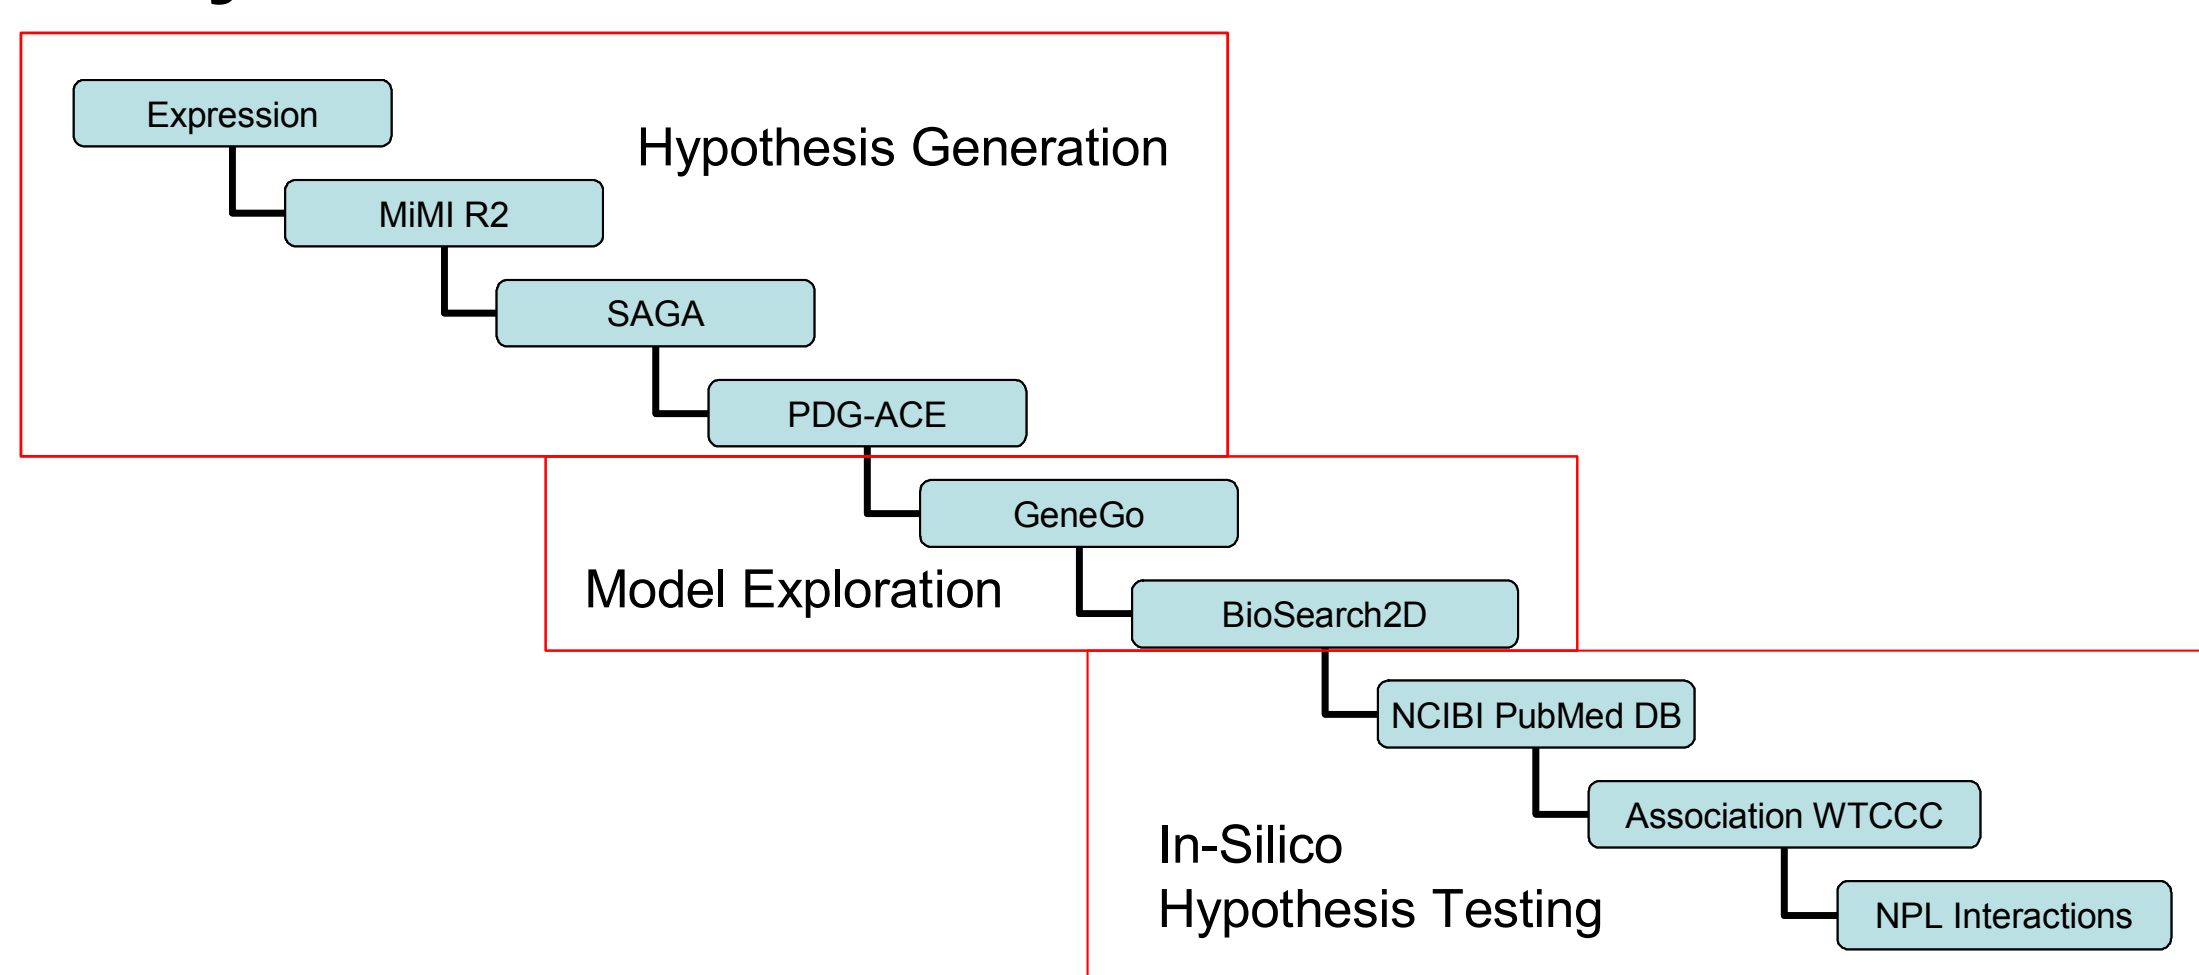 Expression
Hypothesis Generation
MiMI R2
SAGA
PDG-ACE
GeneGo
Model Exploration
BioSearch2D
NCIBI PubMed DB
Association WTCCC
In-Silico
Hypothesis Testing
NPL Interactions